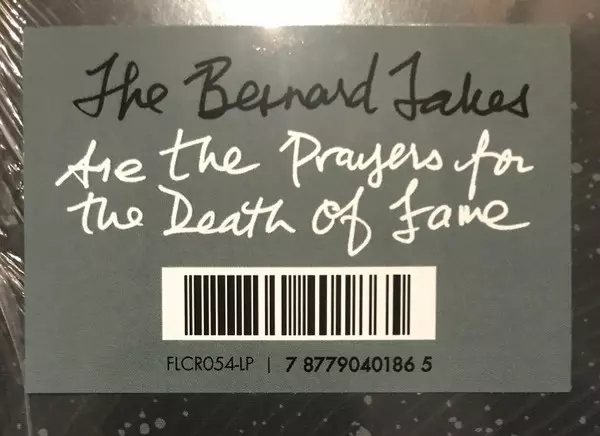 The Bernard Lakes
Are the Prayers for
the Death Of Fame
FLCR054-LP | 7 8779040186 5